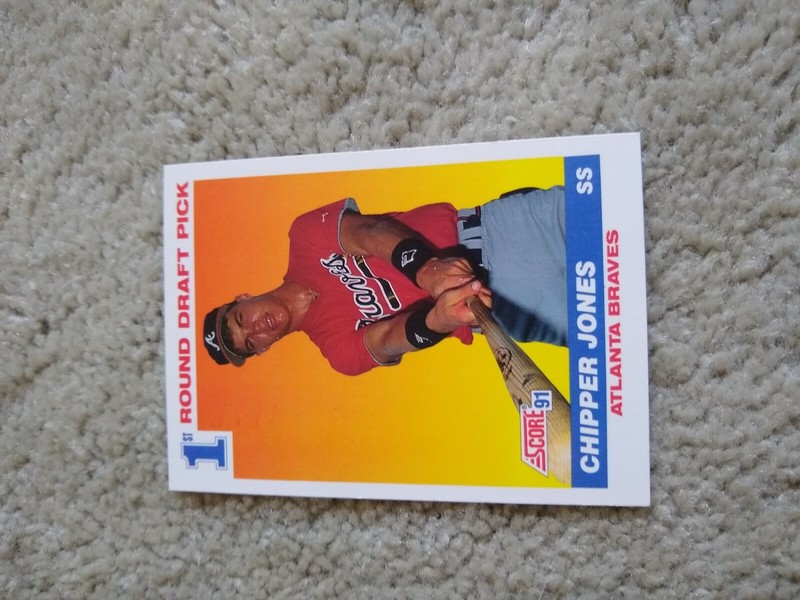 1ST ROUND DRAFT PICK
Braves
SCORE® 91
CHIPPER JONES SS
ATLANTA BRAVES